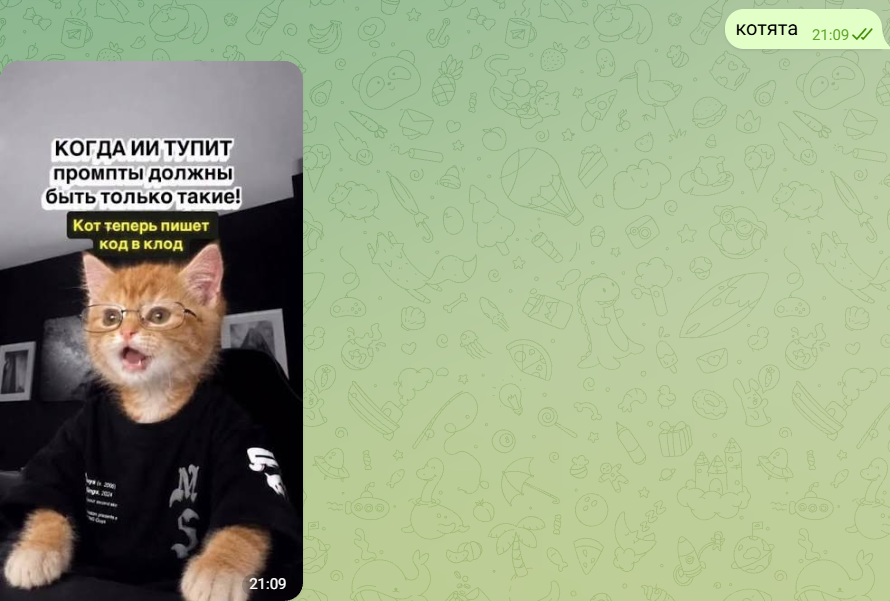 котята
21:09
КОГДА ИИ ТУПИТ
промпты должны
быть только такие!
Кот теперь пишет
код в клод
M
S
21:09